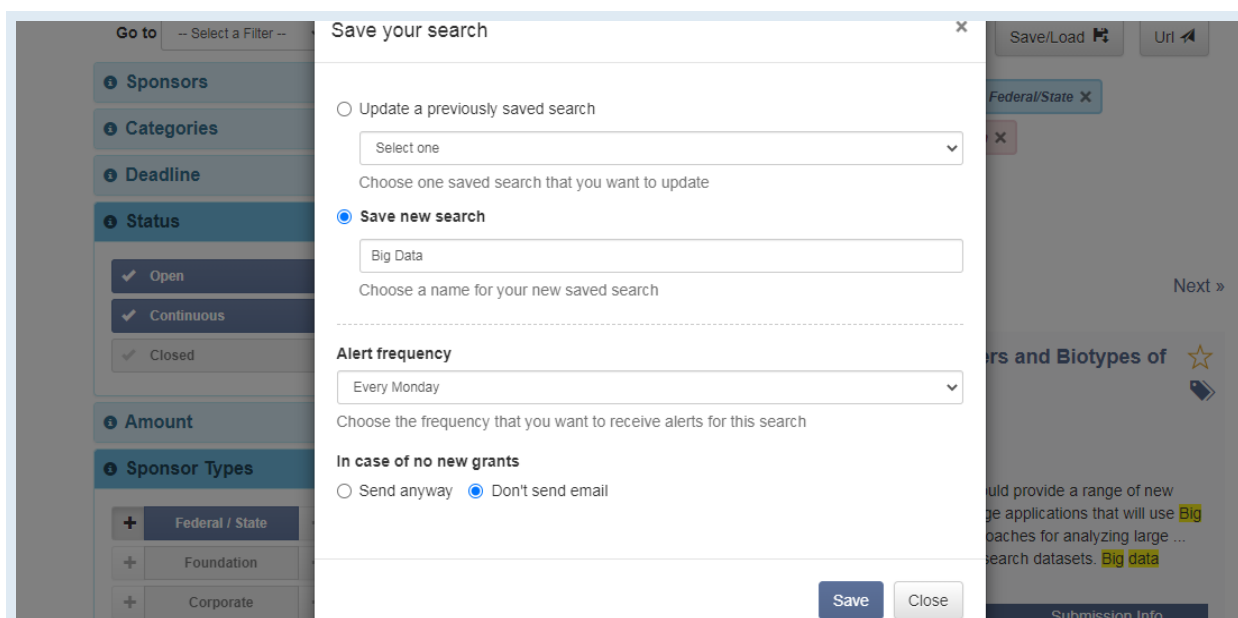 Go to
-- Select a Filter --
Save your search
×
Save/Load
Url
Sponsors
Categories
Deadline
Status
Open
Continuous
Closed
Amount
Sponsor Types
Federal / State
Foundation
Corporate
Update a previously saved search
Select one
Choose one saved search that you want to update
Save new search
Big Data
Choose a name for your new saved search
Alert frequency
Every Monday
Choose the frequency that you want to receive alerts for this search
In case of no new grants
Send anyway
Don't send email
Save
Close
Federal/State
Next »
and Biotypes of
provide a range of new
applications that will use Big
for analyzing large ...
datasets. Big data
Submission Info